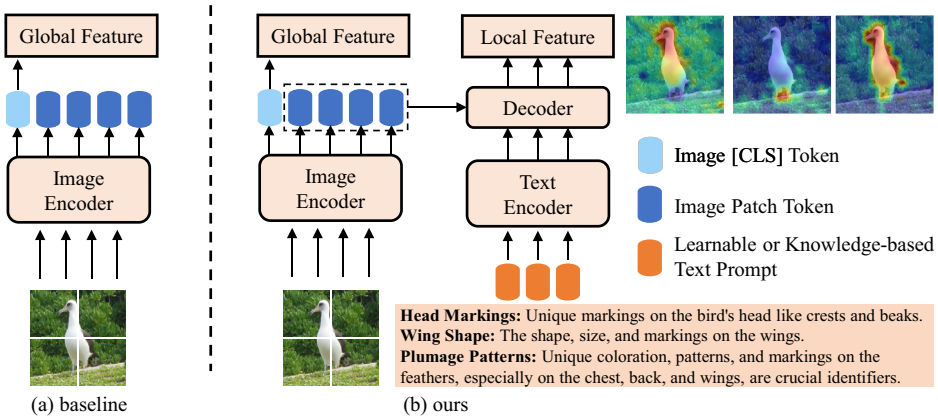 Global Feature
Image
Encoder
(a) baseline
Global Feature
Image
Encoder
Local Feature
Decoder
Text
Encoder
Image [CLS] Token
Image Patch Token
Learnable or Knowledge-based
Text Prompt
Head Markings: Unique markings on the bird's head like crests and beaks.
Wing Shape: The shape, size, and markings on the wings.
Plumage Patterns: Unique coloration, patterns, and markings on the
feathers, especially on the chest, back, and wings, are crucial identifiers.
(b) ours